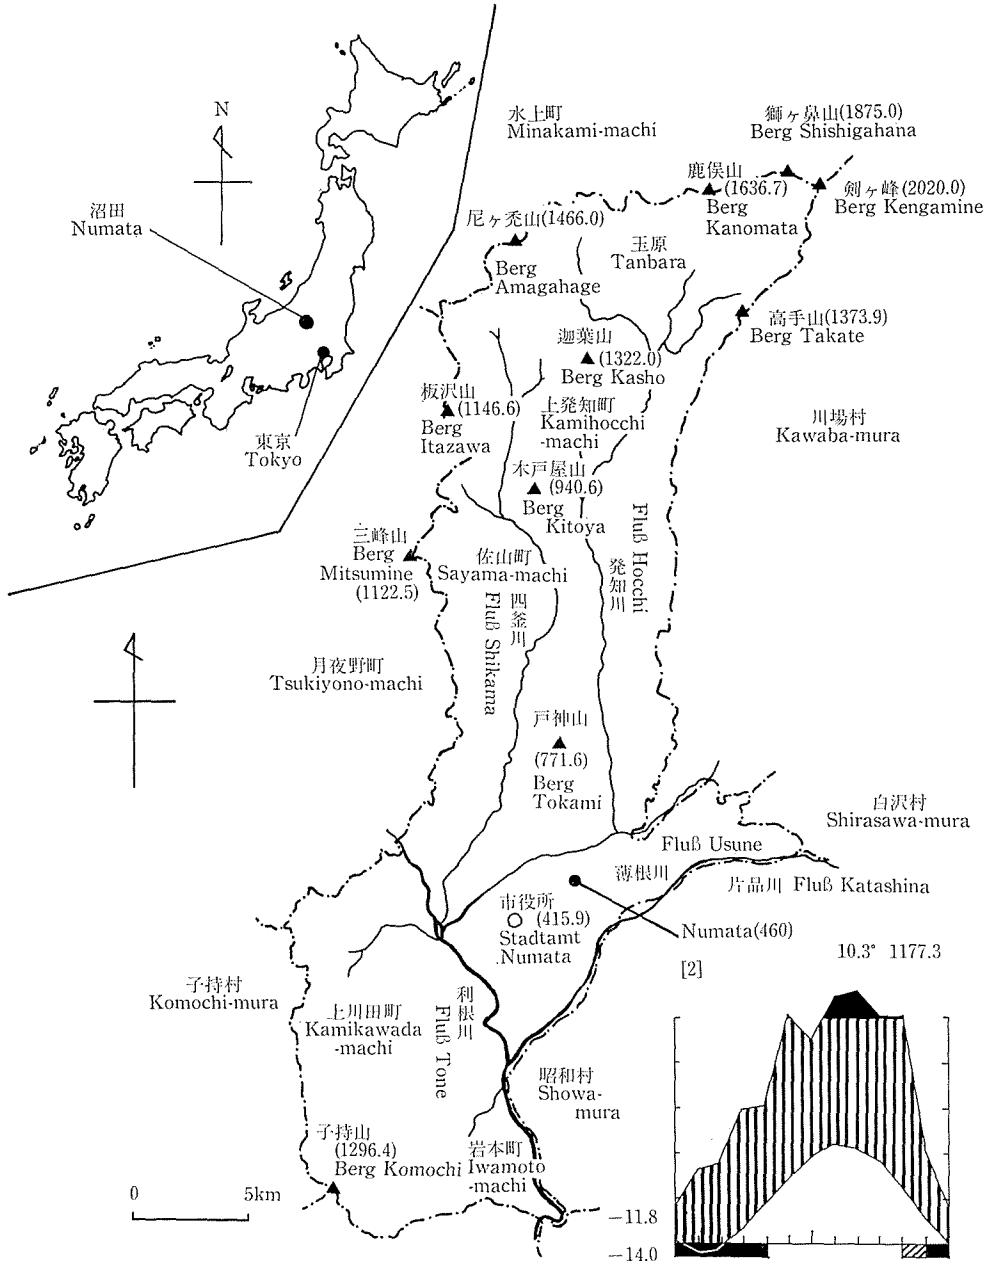 N
沼田
Numata
東京
Tokyo
水上町
Minakami-machi
獅ヶ鼻山(1875.0)
Berg Shishigahana
鹿俣山
(1636.7)
Berg
Kanomata
剣ヶ峰(2020.0)
Berg Kengamine
尼ヶ禿山(1466.0)
Berg
Amagahage
玉原
Tanbara
高手山(1373.9)
Berg Takate
迦葉山
(1322.0)
Berg Kasho
板沢山
(1146.6)
Berg
Itazawa
上発知町
Kamihocchi
-machi
川場村
Kawaba-mura
木戸屋山
(940.6)
Berg
Kitoya
三峰山
Berg
Mitsumine
(1122.5)
佐山町
Sayama-machi
四釜川
Fluß Shikama
発知川
Fluß Hocchi
月夜野町
Tsukiyono-machi
戸神山
(771.6)
Berg
Tokami
白沢村
Shirasawa-mura
Fluß Usune
薄根川
片品川 Fluß Katashina
市役所
(415.9)
Stadtamt
Numata
Numata(460)
子持村
Komochi-mura
上川田町
Kamikawada
-machi
利根川
Fluß Tone
昭和村
Showa-
mura
子持山
(1296.4)
Berg Komochi
岩本町
Iwamoto
-machi
0 5km
[2]
10.3° 1177.3
-11.8
-14.0